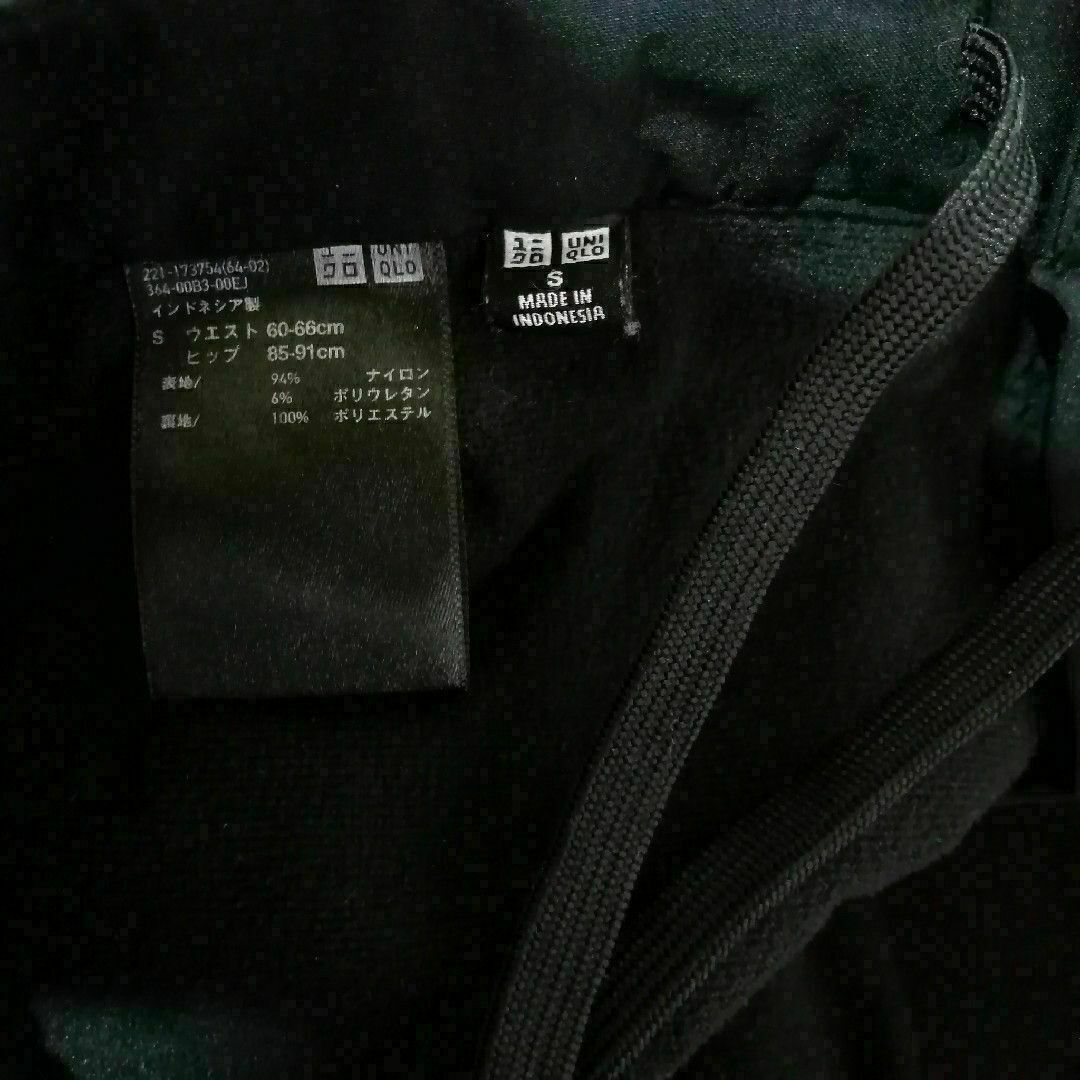 221-173754(64-02)
364-00B3-00EJ
インドネシア製
S ウエスト 60-66cm
ヒップ 85-91cm
表地/ 94% ナイロン
6% ポリウレタン
裏地/ 100% ポリエステル
ユニクロ UNIQLO
ユニクロ UNIQLO
S
MADE IN
INDONESIA